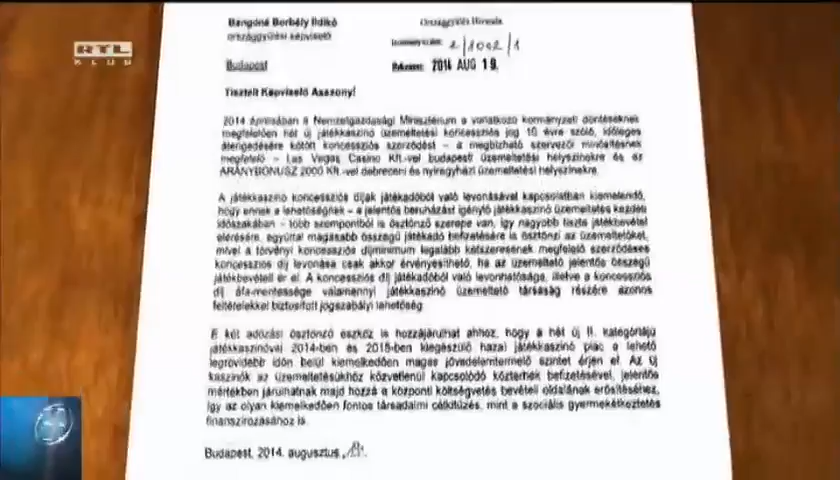 RTL
KLUB
Bangóné Borbély Ildikó
országgyűlési képviselő
Budapest
Országgyűlés Hivatala
2/1002/1
Érkezett: 2014 AUG 19.
Tisztelt Képviselő Asszony!
2014 áprilisában a Nemzetgazdasági Minisztérium a vonatkozó kormányzati döntéseknek
megfelelően hét új játékkaszinó üzemeltetési koncessziós jog 10 évre szóló, időleges
átengedésére kötött koncessziós szerződést – a megbízható szervezői minősítésnek
megfelelő – Las Vegas Casino Kft.-vel budapesti üzemeltetési helyszínekre és az
ARANYBÓNUSZ 2000 Kft.-vel debreceni és nyíregyházi üzemeltetési helyszínekre.
A játékkaszinó koncessziós díjak játékadóból való levonásával kapcsolatban kiemelendő,
hogy ennek a lehetőségnek – a jelentős beruházást igénylő játékkaszinó üzemeltetés kezdeti
időszakában – több szempontból is ösztönző szerepe van, így nagyobb tiszta játékbevétel
elérésére, egyúttal magasabb összegű játékadó befizetésére is ösztönzi az üzemeltetőket,
mivel a törvényi koncessziós díjminimum legalább kétszeresének megfelelő szerződéses
koncessziós díj levonása csak akkor érvényesíthető, ha az üzemeltető jelentős összegű
játékbevételt ér el. A koncessziós díj játékadóból való levonhatósága, illetve a koncessziós
díj áfa-mentessége valamennyi játékkaszinó üzemeltető társaság részére azonos
feltételekkel biztosított jogszabályi lehetőség.
E két adózási ösztönző eszköz is hozzájárulhat ahhoz, hogy a hét új II. kategóriájú
játékkaszinóval 2014-ben és 2015-ben kiegészülő hazai játékkaszinó piac a lehető
legrövidebb időn belül kiemelkedően magas jövedelemtermelő szintet érjen el. Az új
kaszinók az üzemeltetésükhöz közvetlenül kapcsolódó közterhek befizetésével, jelentős
mértékben járulhatnak majd hozzá a központi költségvetés bevételi oldalának erősítéséhez,
így az olyan kiemelkedően fontos társadalmi célkitűzés, mint a szociális gyermekétkeztetés
finanszírozásához is.
Budapest, 2014. augusztus